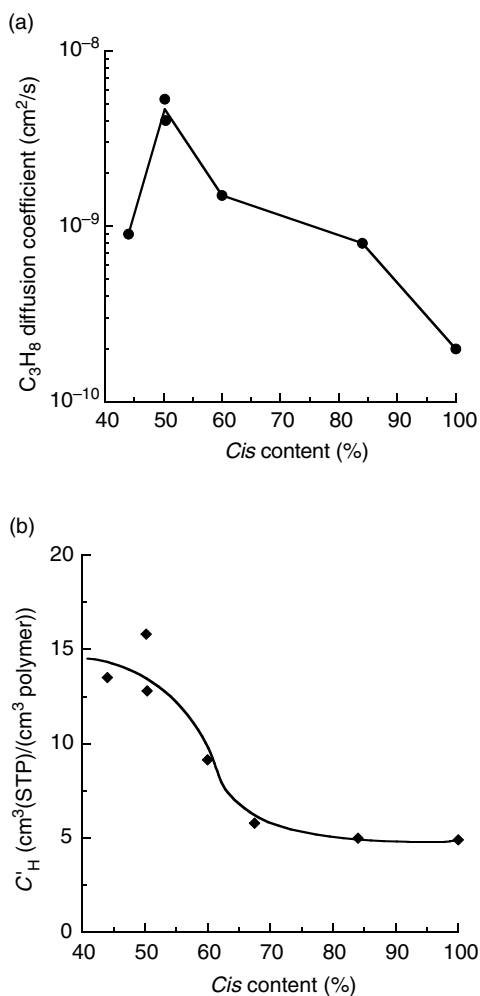 (a)
C₃H₈ diffusion coefficient (cm²/s)
10⁻⁸
10⁻⁹
10⁻¹⁰
40 50 60 70 80 90 100
Cis content (%)
(b)
C'H (cm³(STP)/(cm³ polymer))
20
15
10
5
0
40 50 60 70 80 90 100
Cis content (%)